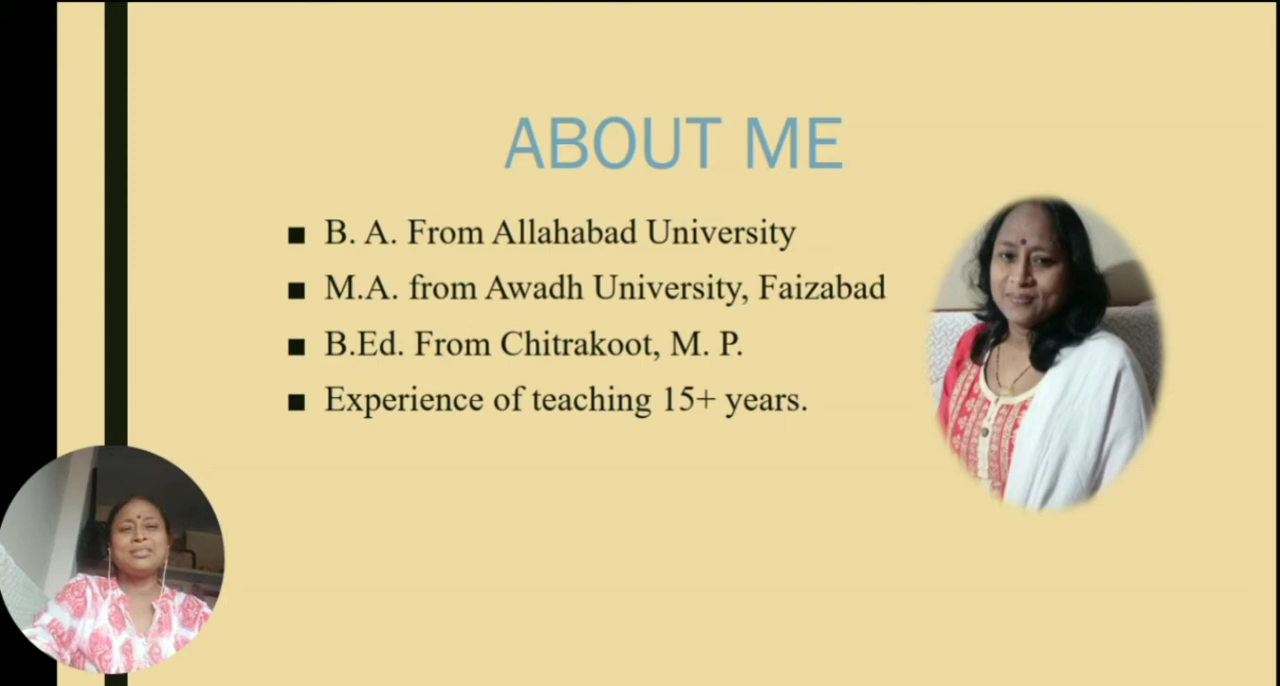 ABOUT ME
■ B. A. From Allahabad University
■ M.A. from Awadh University, Faizabad
■ B.Ed. From Chitrakoot, M. P.
■ Experience of teaching 15+ years.